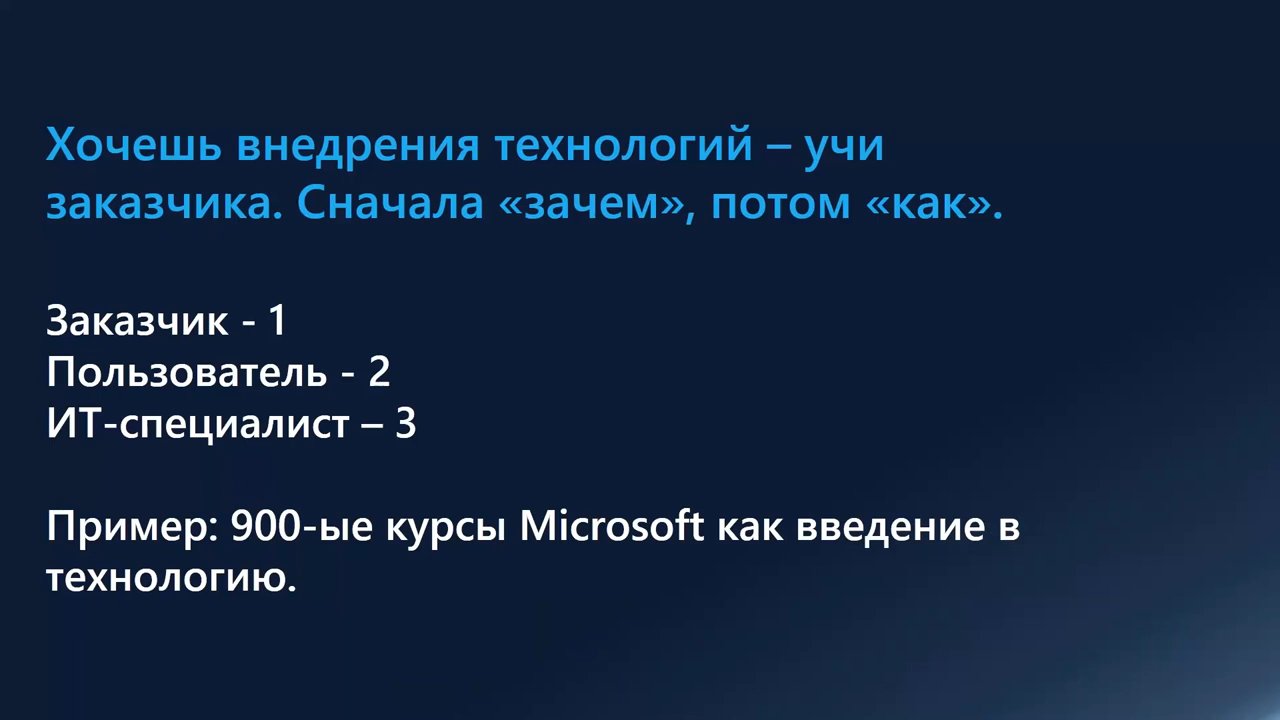 Хочешь внедрения технологий – учи
заказчика. Сначала «зачем», потом «как».
Заказчик - 1
Пользователь - 2
ИТ-специалист – 3
Пример: 900-ые курсы Microsoft как введение в
технологию.